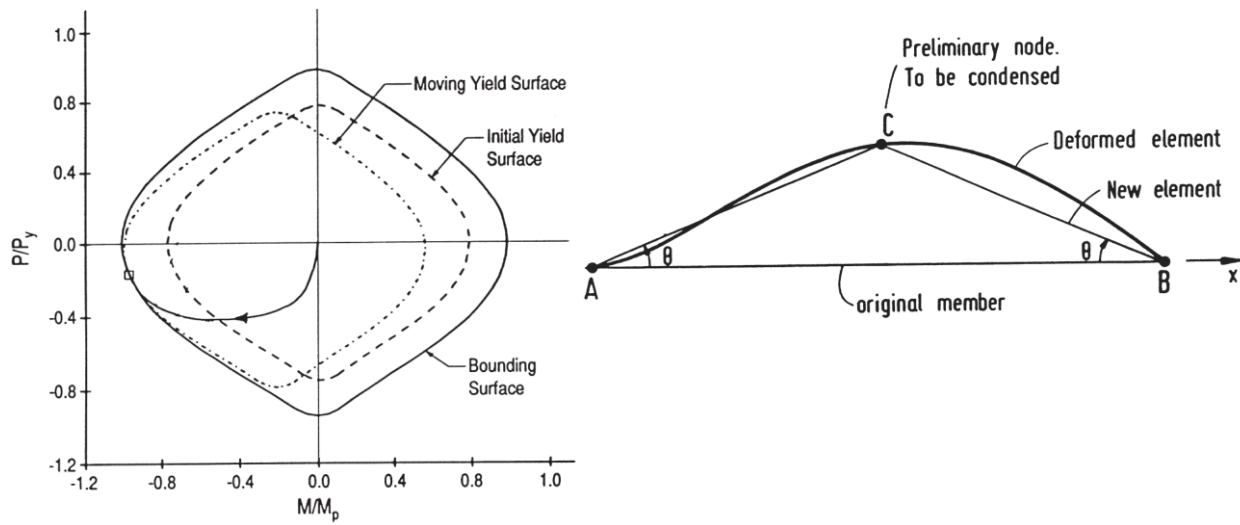 1.0
0.8
0.4
0.0
-0.4
-0.8
-1.2
P/Py
-1.2
-0.8
-0.4
0.0
0.4
0.8
1.0
M/Mp
Moving Yield Surface
Initial Yield
Surface
Bounding
Surface
Preliminary node.
To be condensed
C
Deformed element
New element
θ
θ
A
B
x
original member